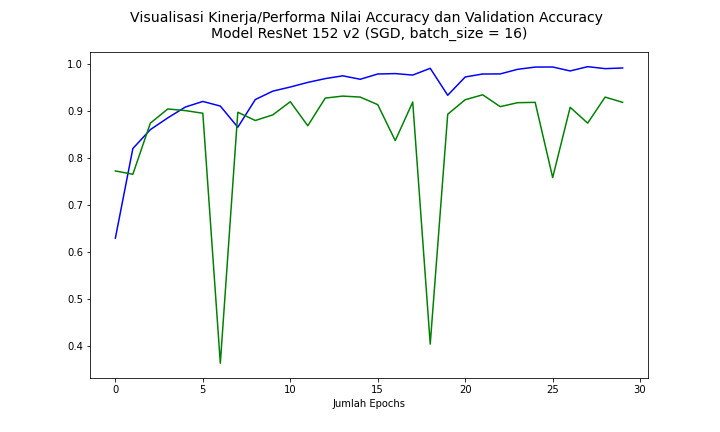 Visualisasi Kinerja/Performa Nilai Accuracy dan Validation Accuracy
Model ResNet 152 v2 (SGD, batch_size = 16)
1.0
0.9
0.8
0.7
0.6
0.5
0.4
0 5 10 15 20 25 30
Jumlah Epochs